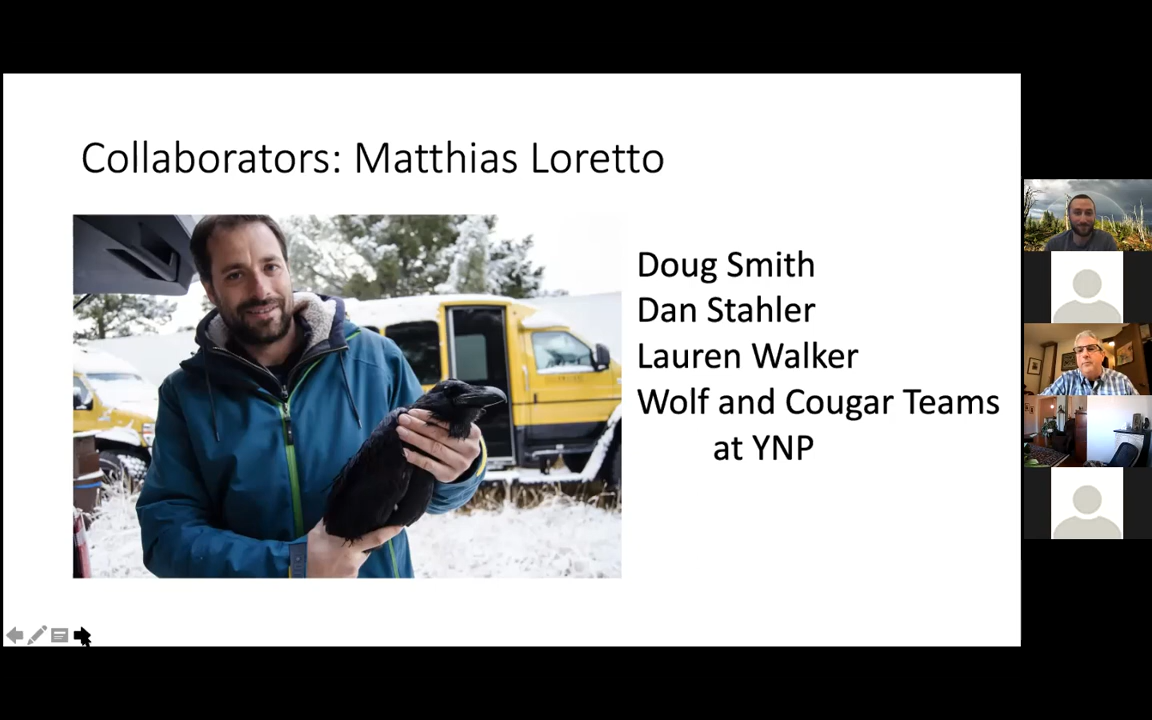 Collaborators: Matthias Loretto
Doug Smith
Dan Stahler
Lauren Walker
Wolf and Cougar Teams
at YNP